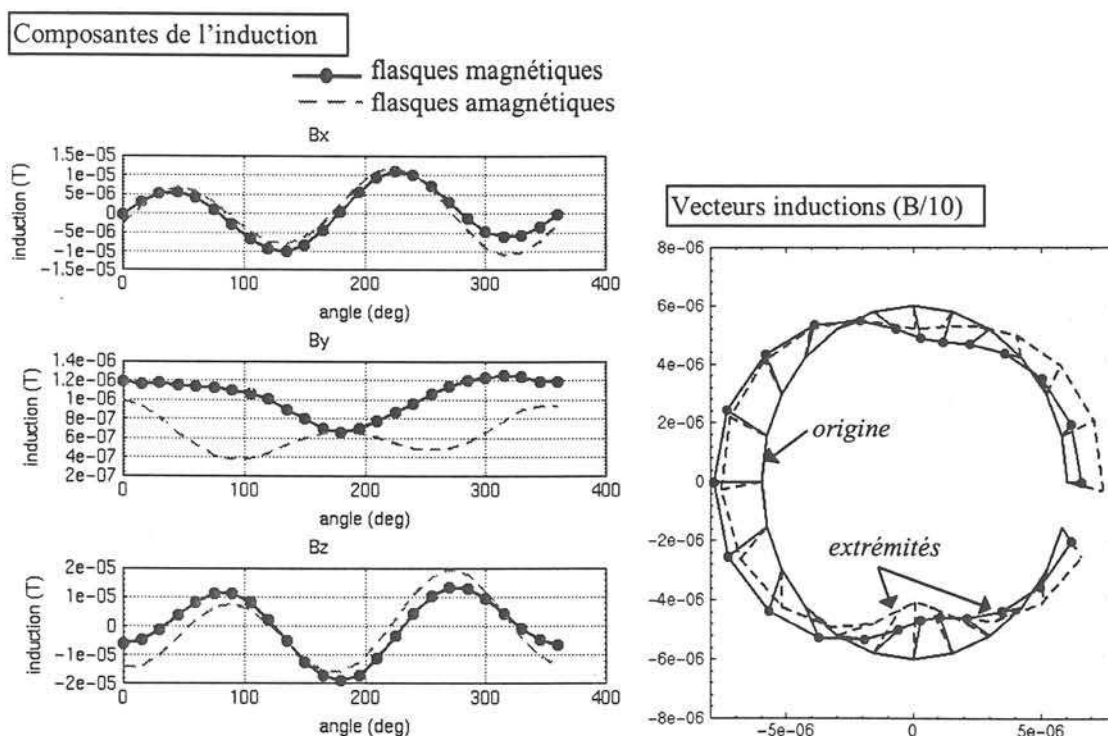 Composantes de l'induction
flasques magnétiques
flasques amagnétiques
Bx
induction (T)
1.5e-05
1e-05
5e-06
0
-5e-06
-1e-05
-1.5e-05
0 100 200 300 400
angle (deg)
By
induction (T)
1.4e-06
1.2e-06
1e-06
8e-07
6e-07
4e-07
2e-07
0 100 200 300 400
angle (deg)
Bz
induction (T)
2e-05
1e-05
0
-1e-05
-2e-05
0 100 200 300 400
angle (deg)
Vecteurs inductions (B/10)
8e-06
6e-06
4e-06
2e-06
0
-2e-06
-4e-06
-6e-06
-8e-06
origine
extrémités
-5e-06 0 5e-06